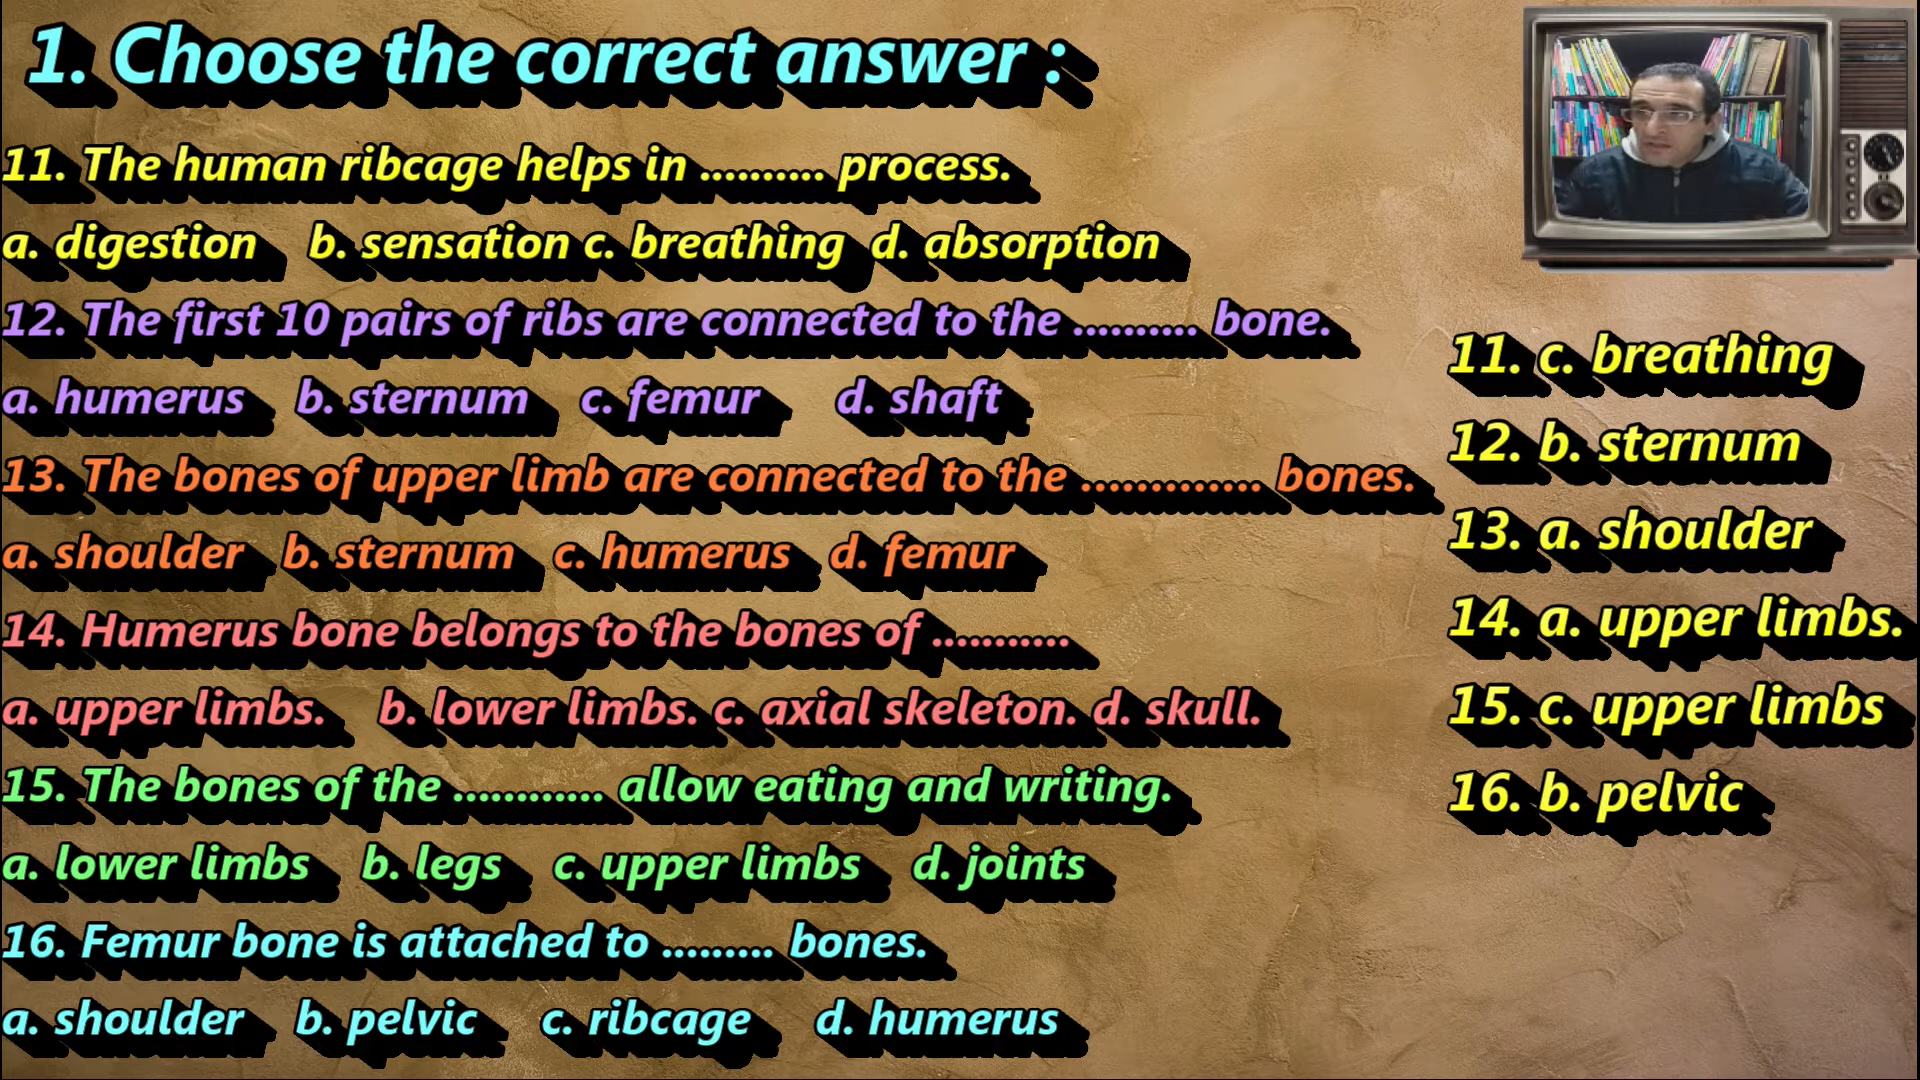 1. Choose the correct answer :
11. The human ribcage helps in .......... process.
a. digestion b. sensation c. breathing d. absorption
12. The first 10 pairs of ribs are connected to the .......... bone.
a. humerus b. sternum c. femur d. shaft
13. The bones of upper limb are connected to the ............. bones.
a. shoulder b. sternum c. humerus d. femur
14. Humerus bone belongs to the bones of ...........
a. upper limbs. b. lower limbs. c. axial skeleton. d. skull.
15. The bones of the ............ allow eating and writing.
a. lower limbs b. legs c. upper limbs d. joints
16. Femur bone is attached to ......... bones.
a. shoulder b. pelvic c. ribcage d. humerus
11. c. breathing
12. b. sternum
13. a. shoulder
14. a. upper limbs.
15. c. upper limbs
16. b. pelvic